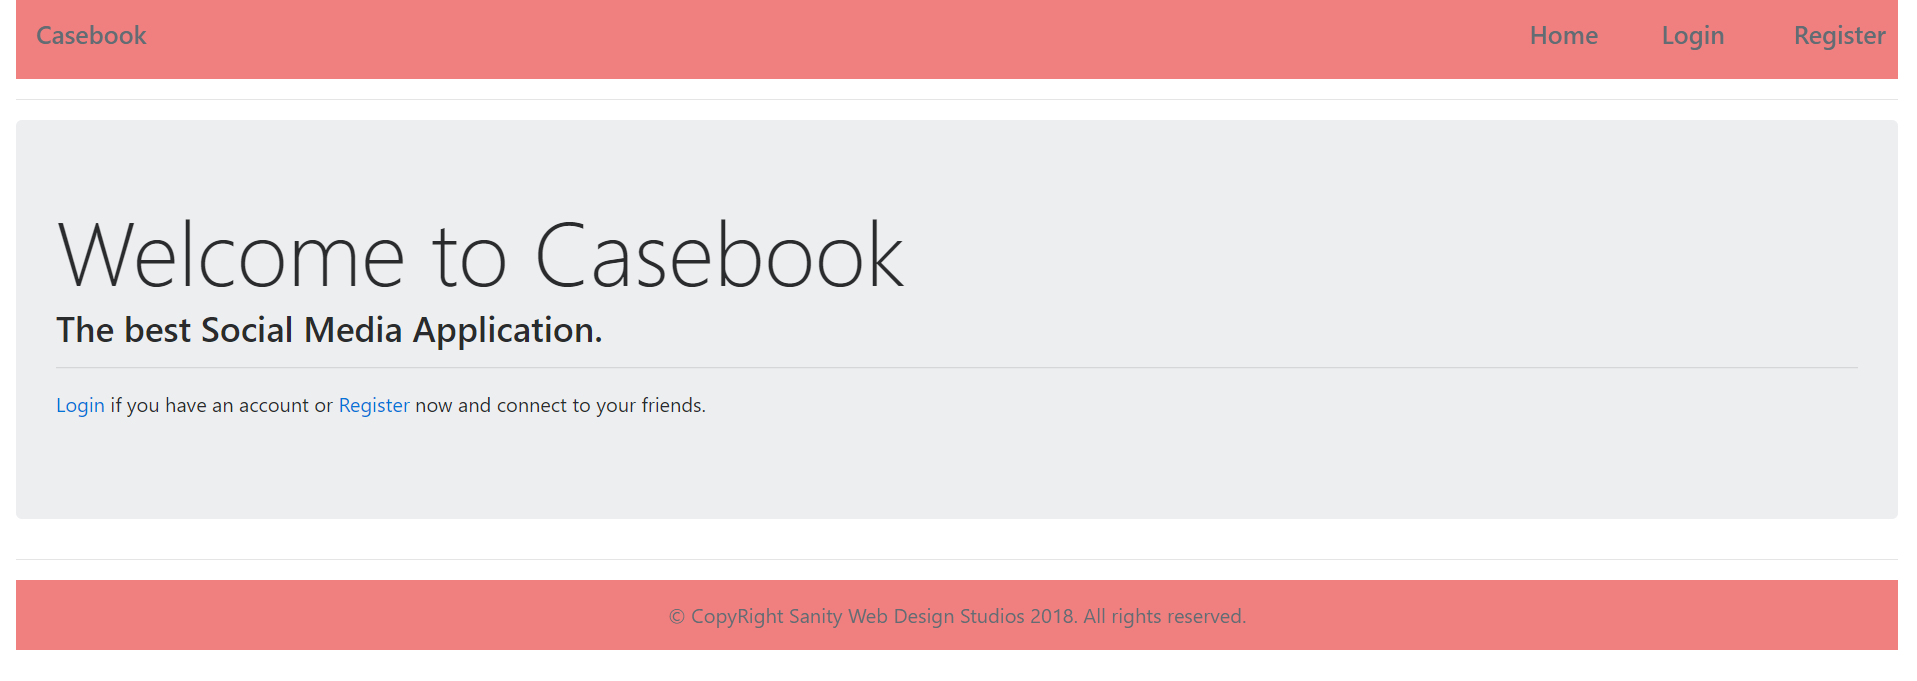 Casebook Home Login Register
Welcome to Casebook
The best Social Media Application.
Login if you have an account or Register now and connect to your friends.
© CopyRight Sanity Web Design Studios 2018. All rights reserved.